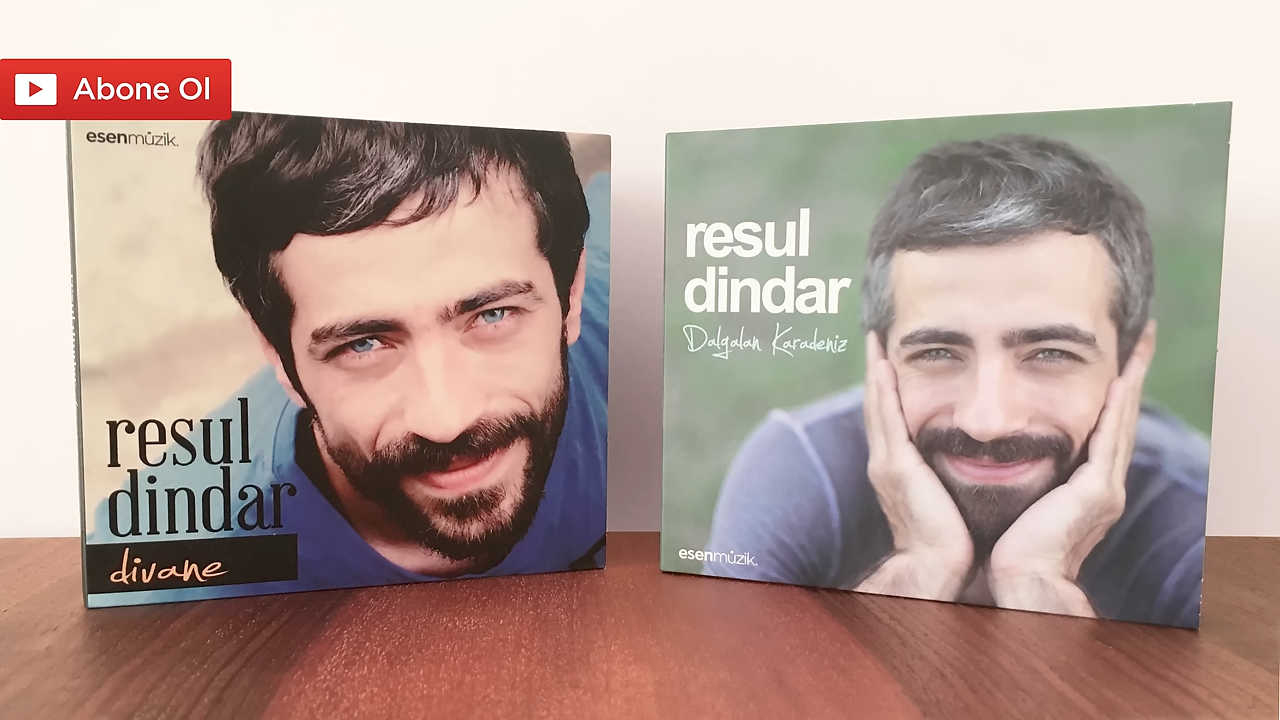 Abone Ol
esenmüzik.
resul
dindar
divane
resul
dindar
Dalgalan Karadeniz
esenmüzik.